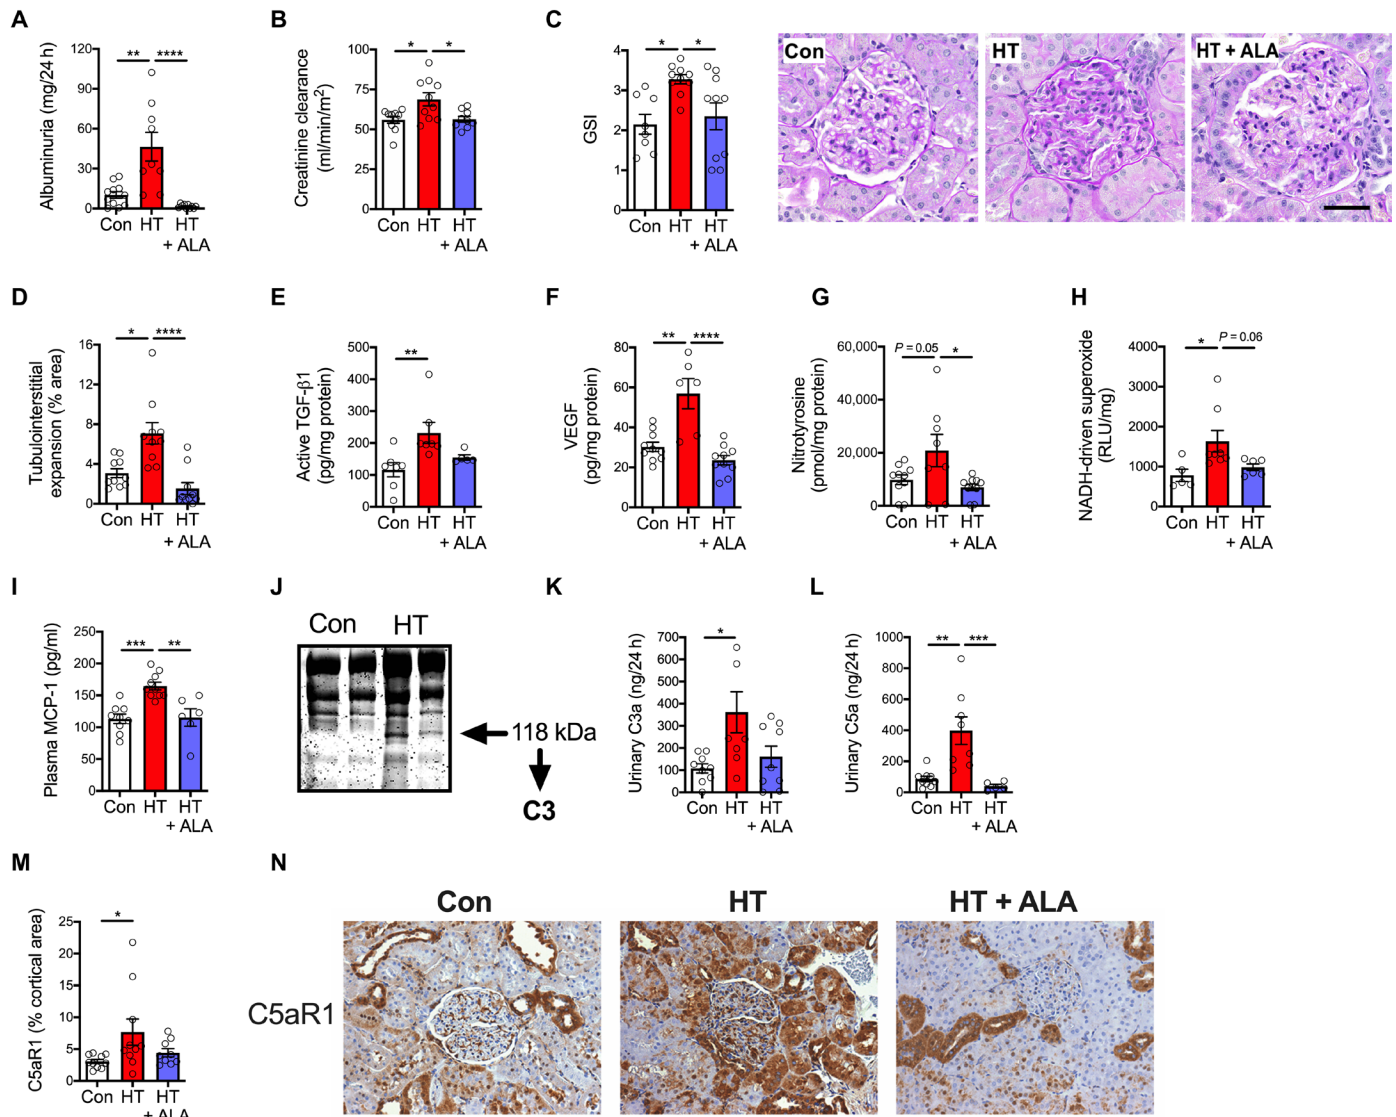 A
Albuminuria (mg/24 h)
120
90
60
30
0
** ****
Con HT HT
+ ALA
B
Creatinine clearance
(ml/min/m²)
100
75
50
25
0
* *
Con HT HT
+ ALA
C
GSI
4
3
2
1
0
* *
Con HT HT
+ ALA
Con
HT
HT + ALA
D
Tubulointerstitial
expansion (% area)
16
12
8
4
0
* ****
Con HT HT
+ ALA
E
Active TGF-β1
(pg/mg protein)
500
400
300
200
100
0
**
Con HT HT
+ ALA
F
VEGF
(pg/mg protein)
80
60
40
20
0
** ****
Con HT HT
+ ALA
G
Nitrotyrosine
(pmol/mg protein)
60,000
40,000
20,000
0
P = 0.05 *
Con HT HT
+ ALA
H
NADH-driven superoxide
(RLU/mg)
4000
3000
2000
1000
0
* P = 0.06
Con HT HT
+ ALA
I
Plasma MCP-1 (pg/ml)
250
200
150
100
50
0
*** **
Con HT HT
+ ALA
J
Con HT
118 kDa
C3
K
Urinary C3a (ng/24 h)
700
600
500
400
300
200
100
0
*
Con HT HT
+ ALA
L
Urinary C5a (ng/24 h)
1000
800
600
400
200
0
** ***
Con HT HT
+ ALA
M
C5aR1 (% cortical area)
25
20
15
10
5
0
*
Con HT HT
+ ALA
N
Con HT HT + ALA
C5aR1